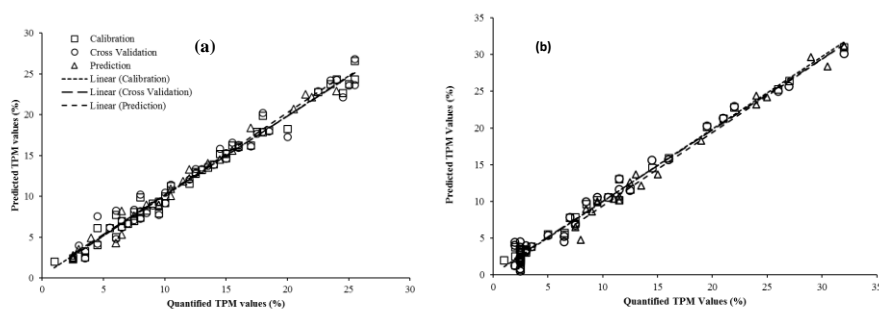 (a)
Calibration
Cross Validation
Prediction
Linear (Calibration)
Linear (Cross Validation)
Linear (Prediction)
Predicted TPM values (%)
30
25
20
15
10
5
0
0 5 10 15 20 25 30
Quantified TPM values (%)
(b)
Predicted TPM Values (%)
35
30
25
20
15
10
5
0
0 5 10 15 20 25 30 35
Quantified TPM Values (%)